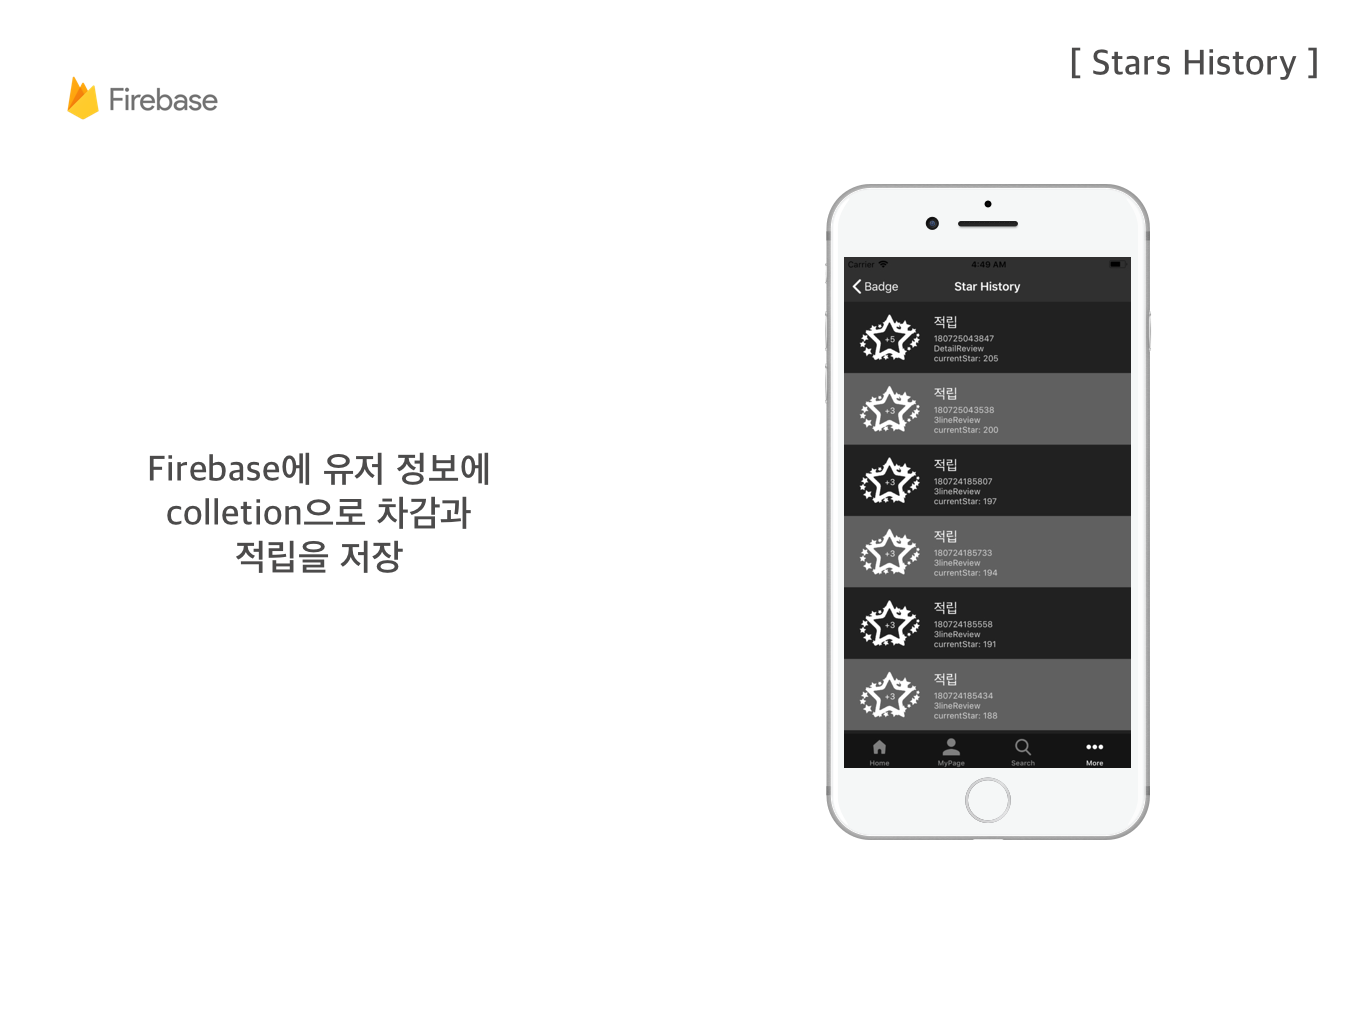 [ Stars History ]
Firebase
Firebase에 유저 정보에
colletion으로 차감과
적립을 저장
Carrier 4:49 AM
Badge Star History
+5
적립
180725043847
DetailReview
currentStar: 205
+3
적립
180725043538
3lineReview
currentStar: 200
+3
적립
180724185807
3lineReview
currentStar: 197
+3
적립
180724185733
3lineReview
currentStar: 194
+3
적립
180724185558
3lineReview
currentStar: 191
+3
적립
180724185434
3lineReview
currentStar: 188
Home MyPage Search More